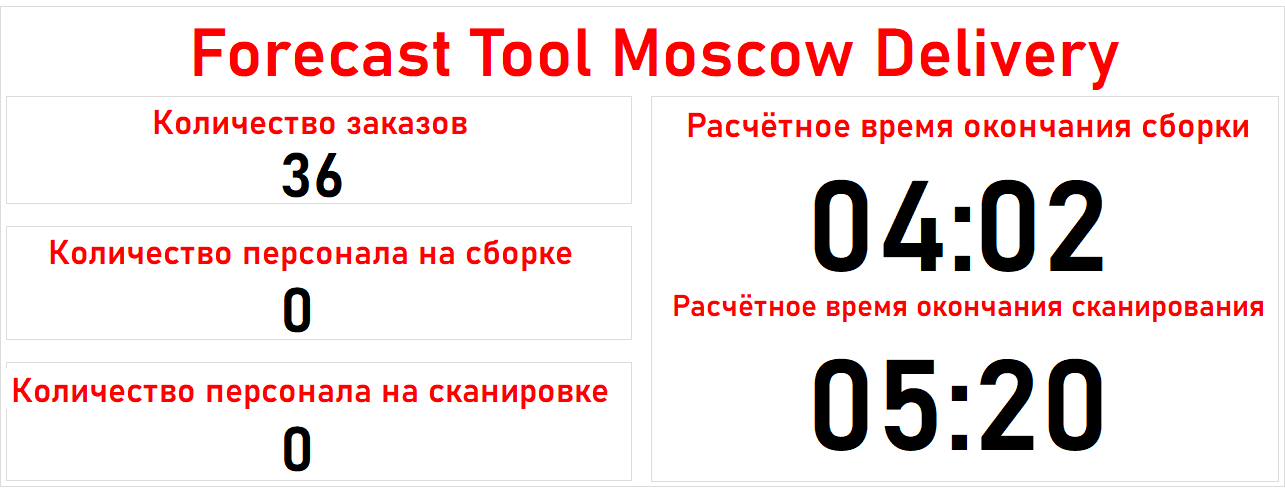 Forecast Tool Moscow Delivery
Количество заказов
36
Количество персонала на сборке
0
Количество персонала на сканировке
0
Расчётное время окончания сборки
04:02
Расчётное время окончания сканирования
05:20